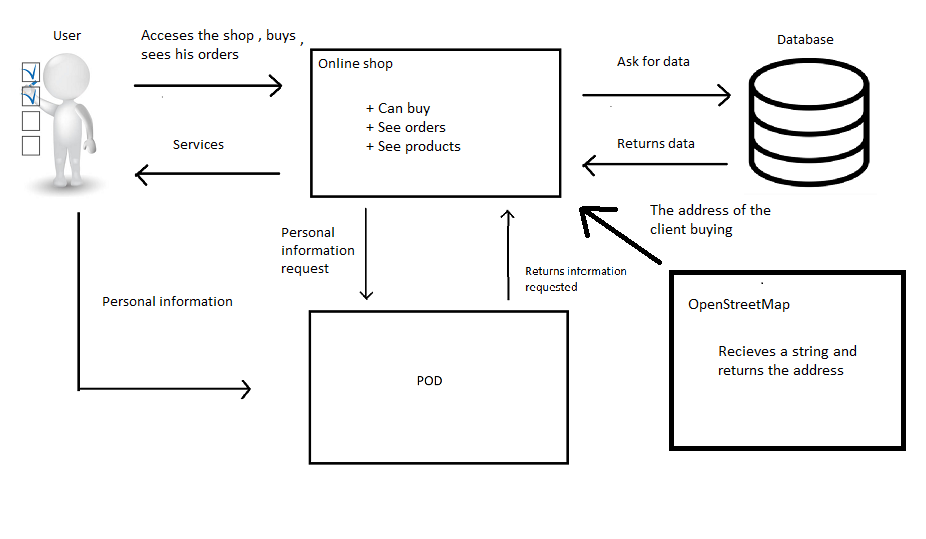 User
Acceses the shop , buys ,
sees his orders
Online shop
+ Can buy
+ See orders
+ See products
Ask for data
Database
Services
Returns data
The address of the
client buying
Personal
information
request
Returns information
requested
Personal information
OpenStreetMap
Recieves a string and
returns the address
POD